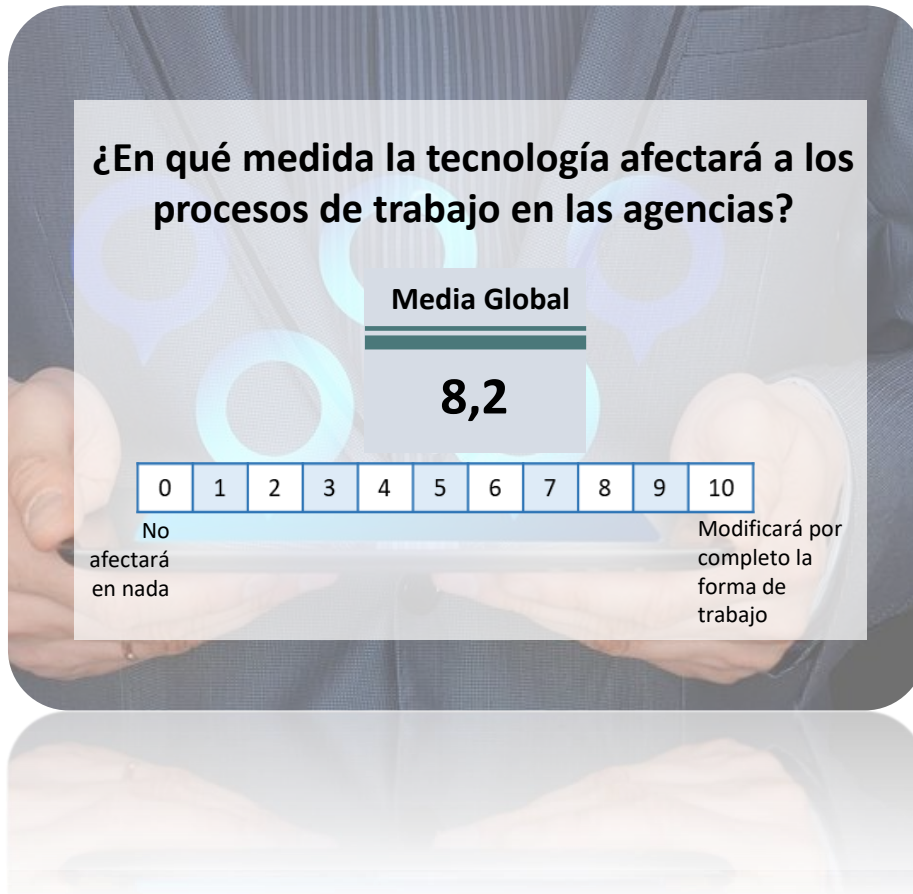 ¿En qué medida la tecnología afectará a los
procesos de trabajo en las agencias?
Media Global
8,2
0 1 2 3 4 5 6 7 8 9 10
No
afectará
en nada
Modificará por
completo la
forma de
trabajo